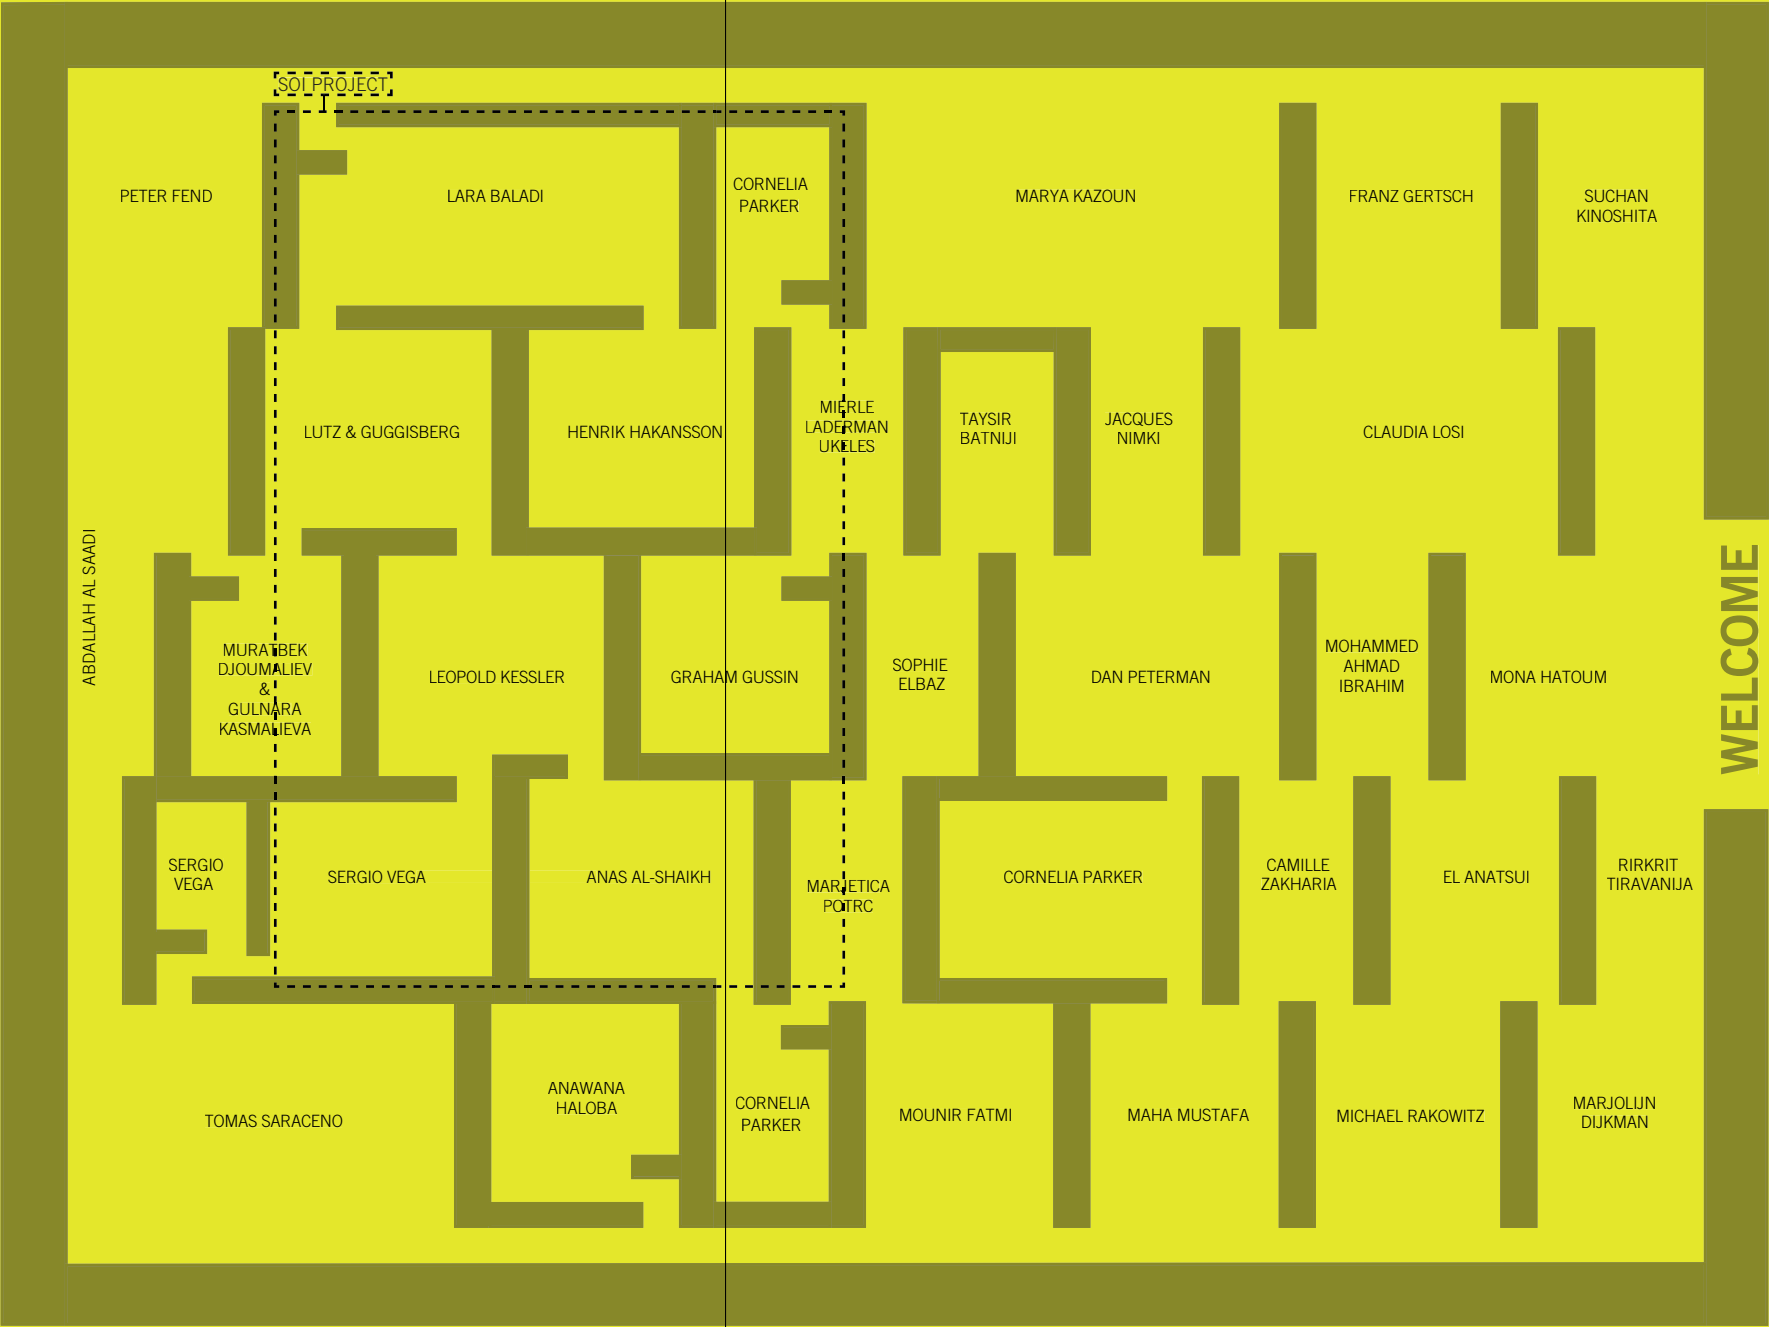 SOI PROJECT
PETER FEND
LARA BALADI
CORNELIA
PARKER
MARYA KAZOUN
FRANZ GERTSCH
SUCHAN
KINOSHITA
LUTZ & GUGGISBERG
HENRIK HAKANSSON
MIERLE
LADERMAN
UKELES
TAYSIR
BATNIJI
JACQUES
NIMKI
CLAUDIA LOSI
ABDALLAH AL SAADI
MURATBEK
DJOUMALIEV
&
GULNARA
KASMALIEVA
LEOPOLD KESSLER
GRAHAM GUSSIN
SOPHIE
ELBAZ
DAN PETERMAN
MOHAMMED
AHMAD
IBRAHIM
MONA HATOUM
WELCOME
SERGIO
VEGA
SERGIO VEGA
ANAS AL-SHAIKH
MARJETICA
POTRC
CORNELIA PARKER
CAMILLE
ZAKHARIA
EL ANATSUI
RIRKRIT
TIRAVANIJA
TOMAS SARACENO
ANAWANA
HALOBA
CORNELIA
PARKER
MOUNIR FATMI
MAHA MUSTAFA
MICHAEL RAKOWITZ
MARJOLIJN
DIJKMAN